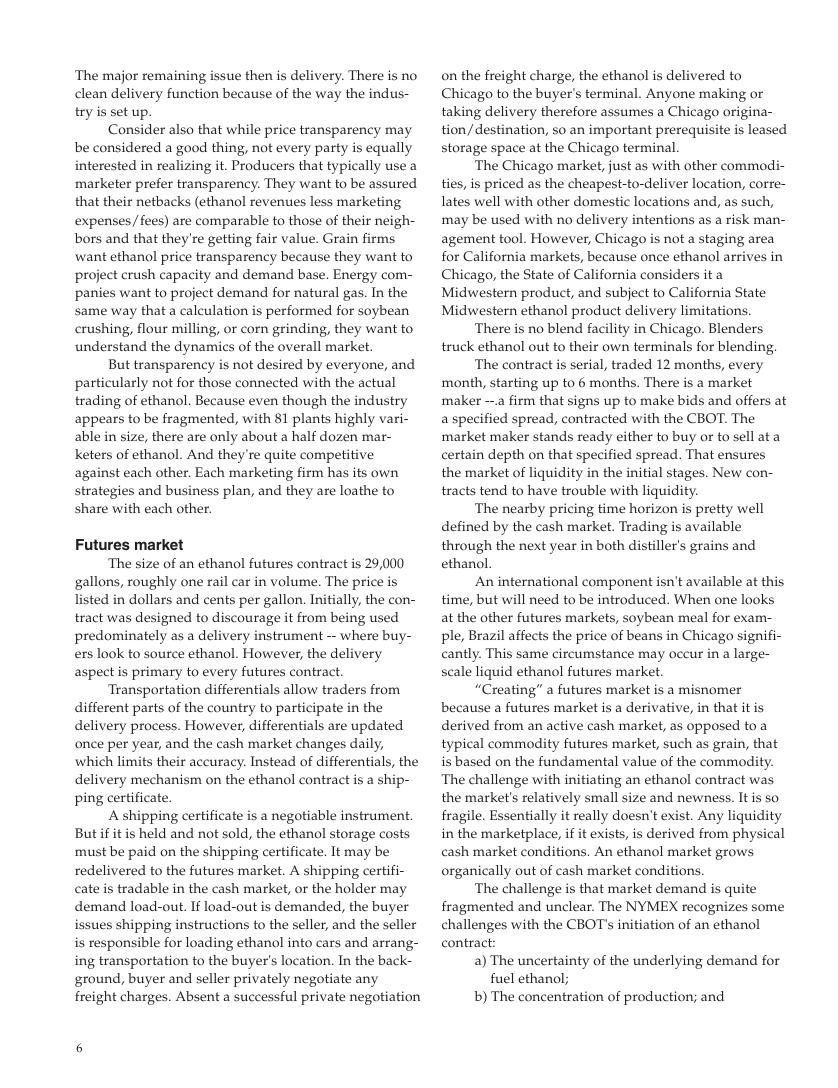 The major remaining issue then is delivery. There is no
clean delivery function because of the way the indus-
try is set up.
Consider also that while price transparency may
be considered a good thing, not every party is equally
interested in realizing it. Producers that typically use a
marketer prefer transparency. They want to be assured
that their netbacks (ethanol revenues less marketing
expenses/fees) are comparable to those of their neigh-
bors and that they're getting fair value. Grain firms
want ethanol price transparency because they want to
project crush capacity and demand base. Energy com-
panies want to project demand for natural gas. In the
same way that a calculation is performed for soybean
crushing, flour milling, or corn grinding, they want to
understand the dynamics of the overall market.
But transparency is not desired by everyone, and
particularly not for those connected with the actual
trading of ethanol. Because even though the industry
appears to be fragmented, with 81 plants highly vari-
able in size, there are only about a half dozen mar-
keters of ethanol. And they're quite competitive
against each other. Each marketing firm has its own
strategies and business plan, and they are loathe to
share with each other.
Futures market
The size of an ethanol futures contract is 29,000
gallons, roughly one rail car in volume. The price is
listed in dollars and cents per gallon. Initially, the con-
tract was designed to discourage it from being used
predominately as a delivery instrument -- where buy-
ers look to source ethanol. However, the delivery
aspect is primary to every futures contract.
Transportation differentials allow traders from
different parts of the country to participate in the
delivery process. However, differentials are updated
once per year, and the cash market changes daily,
which limits their accuracy. Instead of differentials, the
delivery mechanism on the ethanol contract is a ship-
ping certificate.
A shipping certificate is a negotiable instrument.
But if it is held and not sold, the ethanol storage costs
must be paid on the shipping certificate. It may be
redelivered to the futures market. A shipping certifi-
cate is tradable in the cash market, or the holder may
demand load-out. If load-out is demanded, the buyer
issues shipping instructions to the seller, and the seller
is responsible for loading ethanol into cars and arrang-
ing transportation to the buyer's location. In the back-
ground, buyer and seller privately negotiate any
freight charges. Absent a successful private negotiation
on the freight charge, the ethanol is delivered to
Chicago to the buyer's terminal. Anyone making or
taking delivery therefore assumes a Chicago origina-
tion/destination, so an important prerequisite is leased
storage space at the Chicago terminal.
The Chicago market, just as with other commodi-
ties, is priced as the cheapest-to-deliver location, corre-
lates well with other domestic locations and, as such,
may be used with no delivery intentions as a risk man-
agement tool. However, Chicago is not a staging area
for California markets, because once ethanol arrives in
Chicago, the State of California considers it a
Midwestern product, and subject to California State
Midwestern ethanol product delivery limitations.
There is no blend facility in Chicago. Blenders
truck ethanol out to their own terminals for blending.
The contract is serial, traded 12 months, every
month, starting up to 6 months. There is a market
maker --.a firm that signs up to make bids and offers at
a specified spread, contracted with the CBOT. The
market maker stands ready either to buy or to sell at a
certain depth on that specified spread. That ensures
the market of liquidity in the initial stages. New con-
tracts tend to have trouble with liquidity.
The nearby pricing time horizon is pretty well
defined by the cash market. Trading is available
through the next year in both distiller's grains and
ethanol.
An international component isn't available at this
time, but will need to be introduced. When one looks
at the other futures markets, soybean meal for exam-
ple, Brazil affects the price of beans in Chicago signifi-
cantly. This same circumstance may occur in a large-
scale liquid ethanol futures market.
“Creating” a futures market is a misnomer
because a futures market is a derivative, in that it is
derived from an active cash market, as opposed to a
typical commodity futures market, such as grain, that
is based on the fundamental value of the commodity.
The challenge with initiating an ethanol contract was
the market's relatively small size and newness. It is so
fragile. Essentially it really doesn't exist. Any liquidity
in the marketplace, if it exists, is derived from physical
cash market conditions. An ethanol market grows
organically out of cash market conditions.
The challenge is that market demand is quite
fragmented and unclear. The NYMEX recognizes some
challenges with the CBOT's initiation of an ethanol
contract:
a) The uncertainty of the underlying demand for
fuel ethanol;
b) The concentration of production; and
6